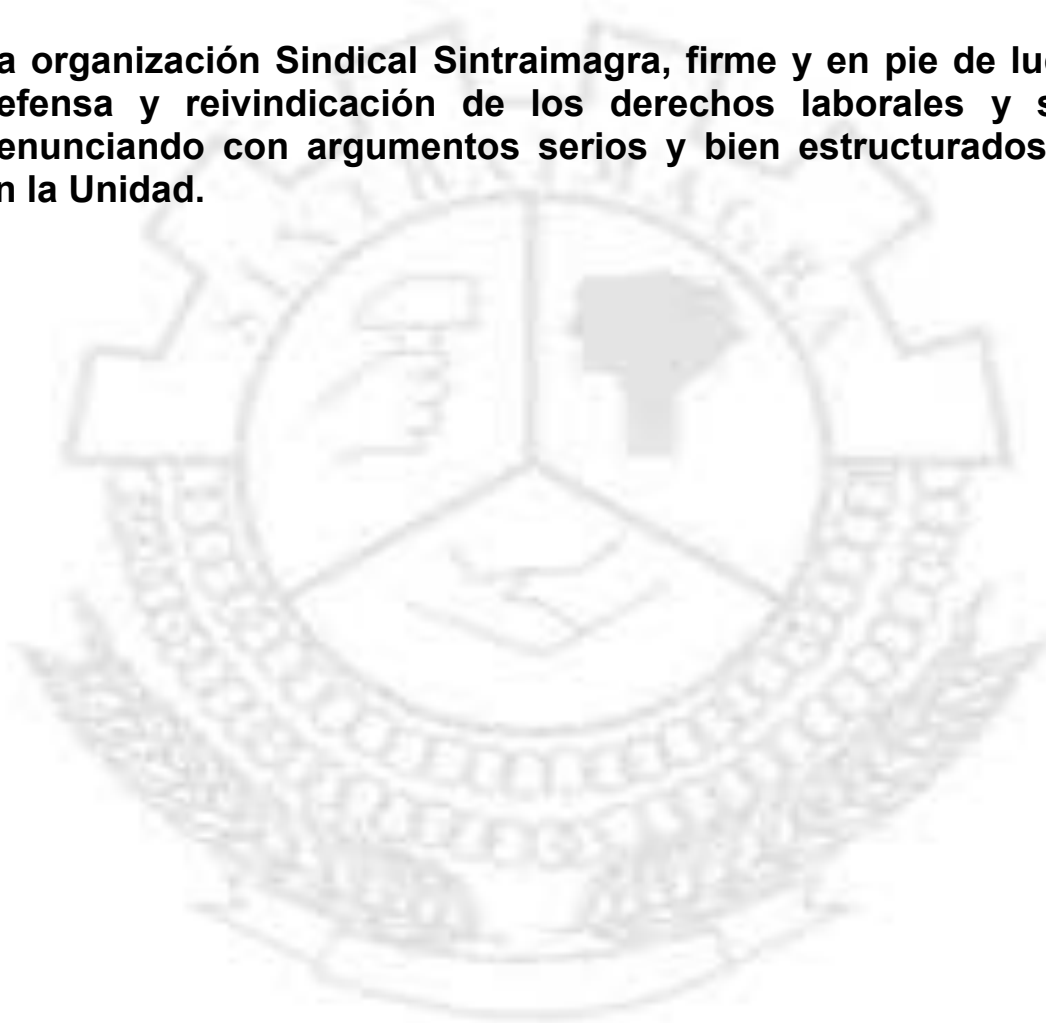 a organización Sindical Sintraimagra, firme y en pie de lu
efensa y reivindicación de los derechos laborales y s
enunciando con argumentos serios y bien estructurados
n la Unidad.
SINTRAIMAGRA